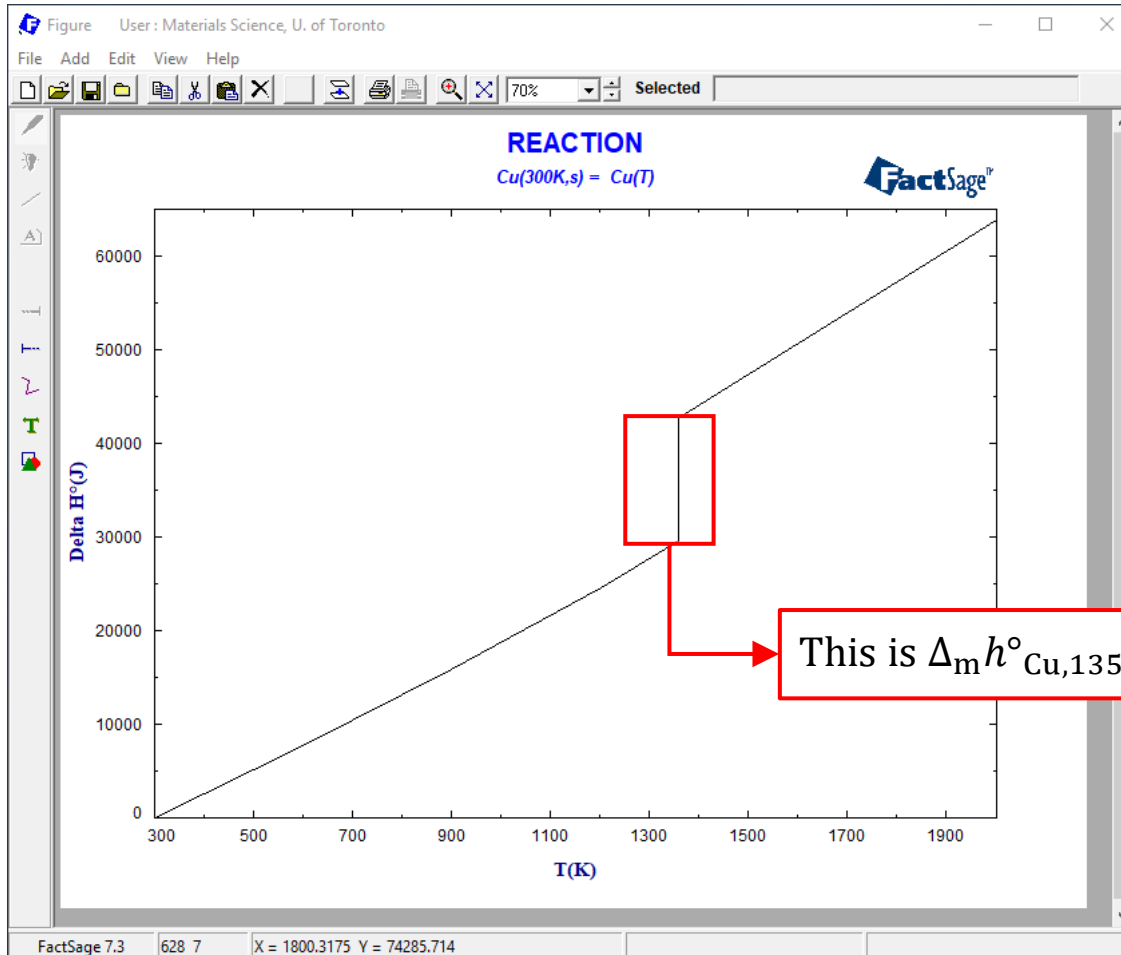 Figure User : Materials Science, U. of Toronto
File Add Edit View Help
70% Selected
REACTION
Cu(300K,s) = Cu(T)
FactSage™
60000
50000
40000
30000
20000
10000
0
Delta H°(J)
300 500 700 900 1100 1300 1500 1700 1900
T(K)
This is Δₘh°Cu,135
FactSage 7.3 628 7 X = 1800.3175 Y = 74285.714